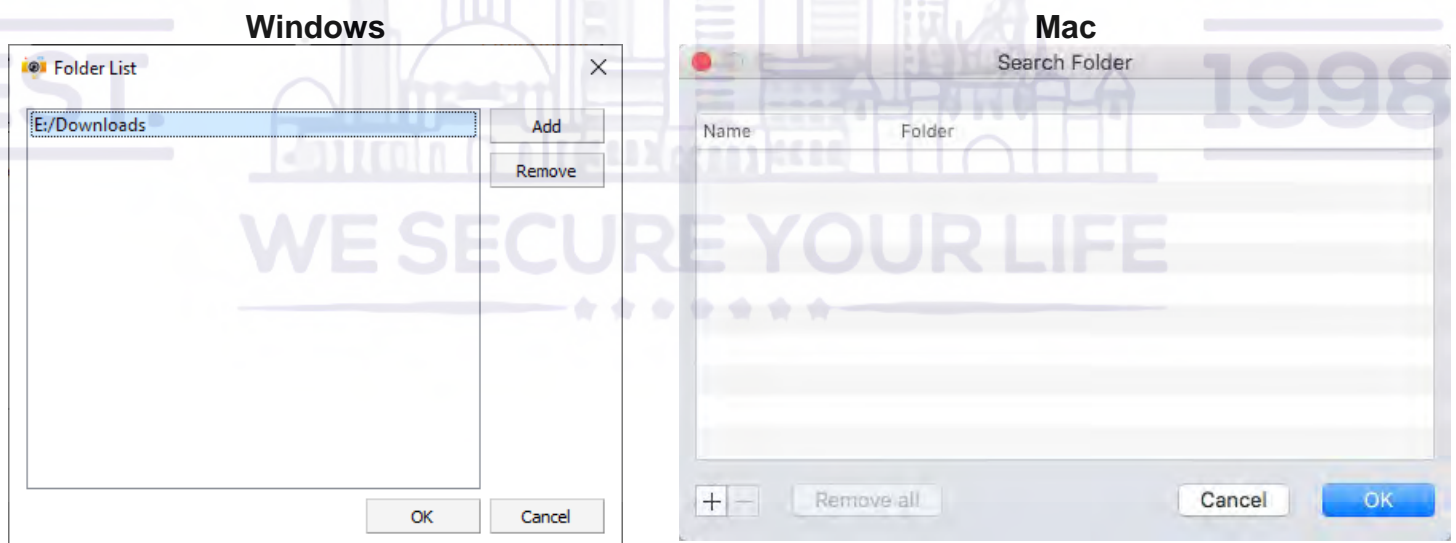 Windows
Folder List
E:/Downloads
Add
Remove
OK
Cancel
Mac
Search Folder
Name
Folder
+
−
Remove all
Cancel
OK
EST.
1998
WE SECURE YOUR LIFE